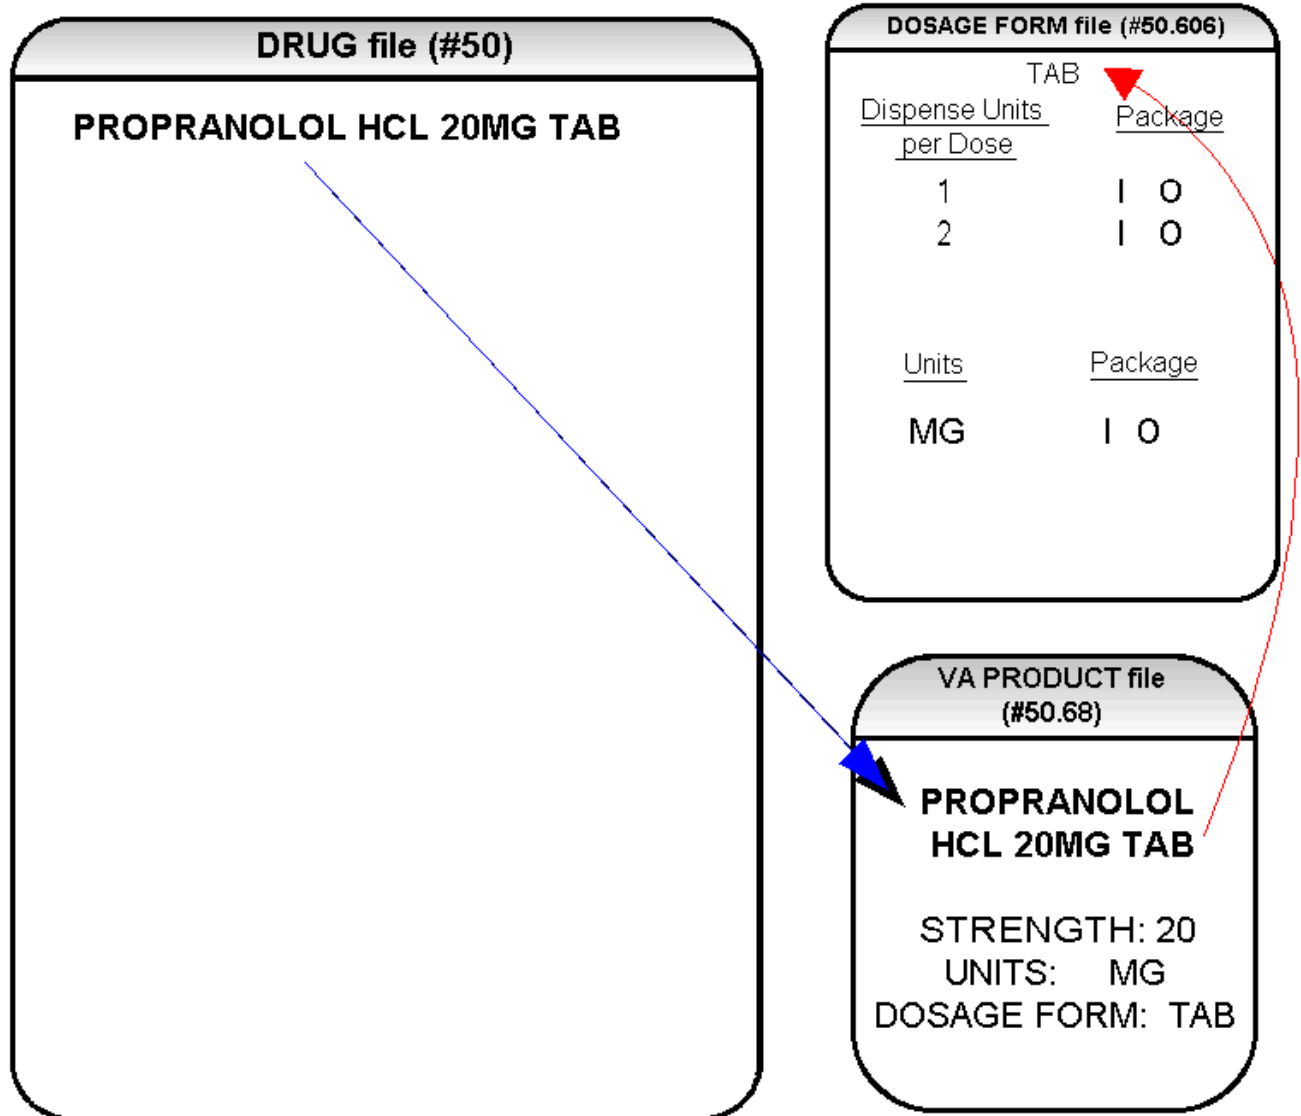 DRUG file (#50)
PROPRANOLOL HCL 20MG TAB
DOSAGE FORM file (#50.606)
TAB
Dispense Units Package
per Dose
1 I O
2 I O
Units Package
MG I O
VA PRODUCT file
(#50.68)
PROPRANOLOL
HCL 20MG TAB
STRENGTH: 20
UNITS: MG
DOSAGE FORM: TAB